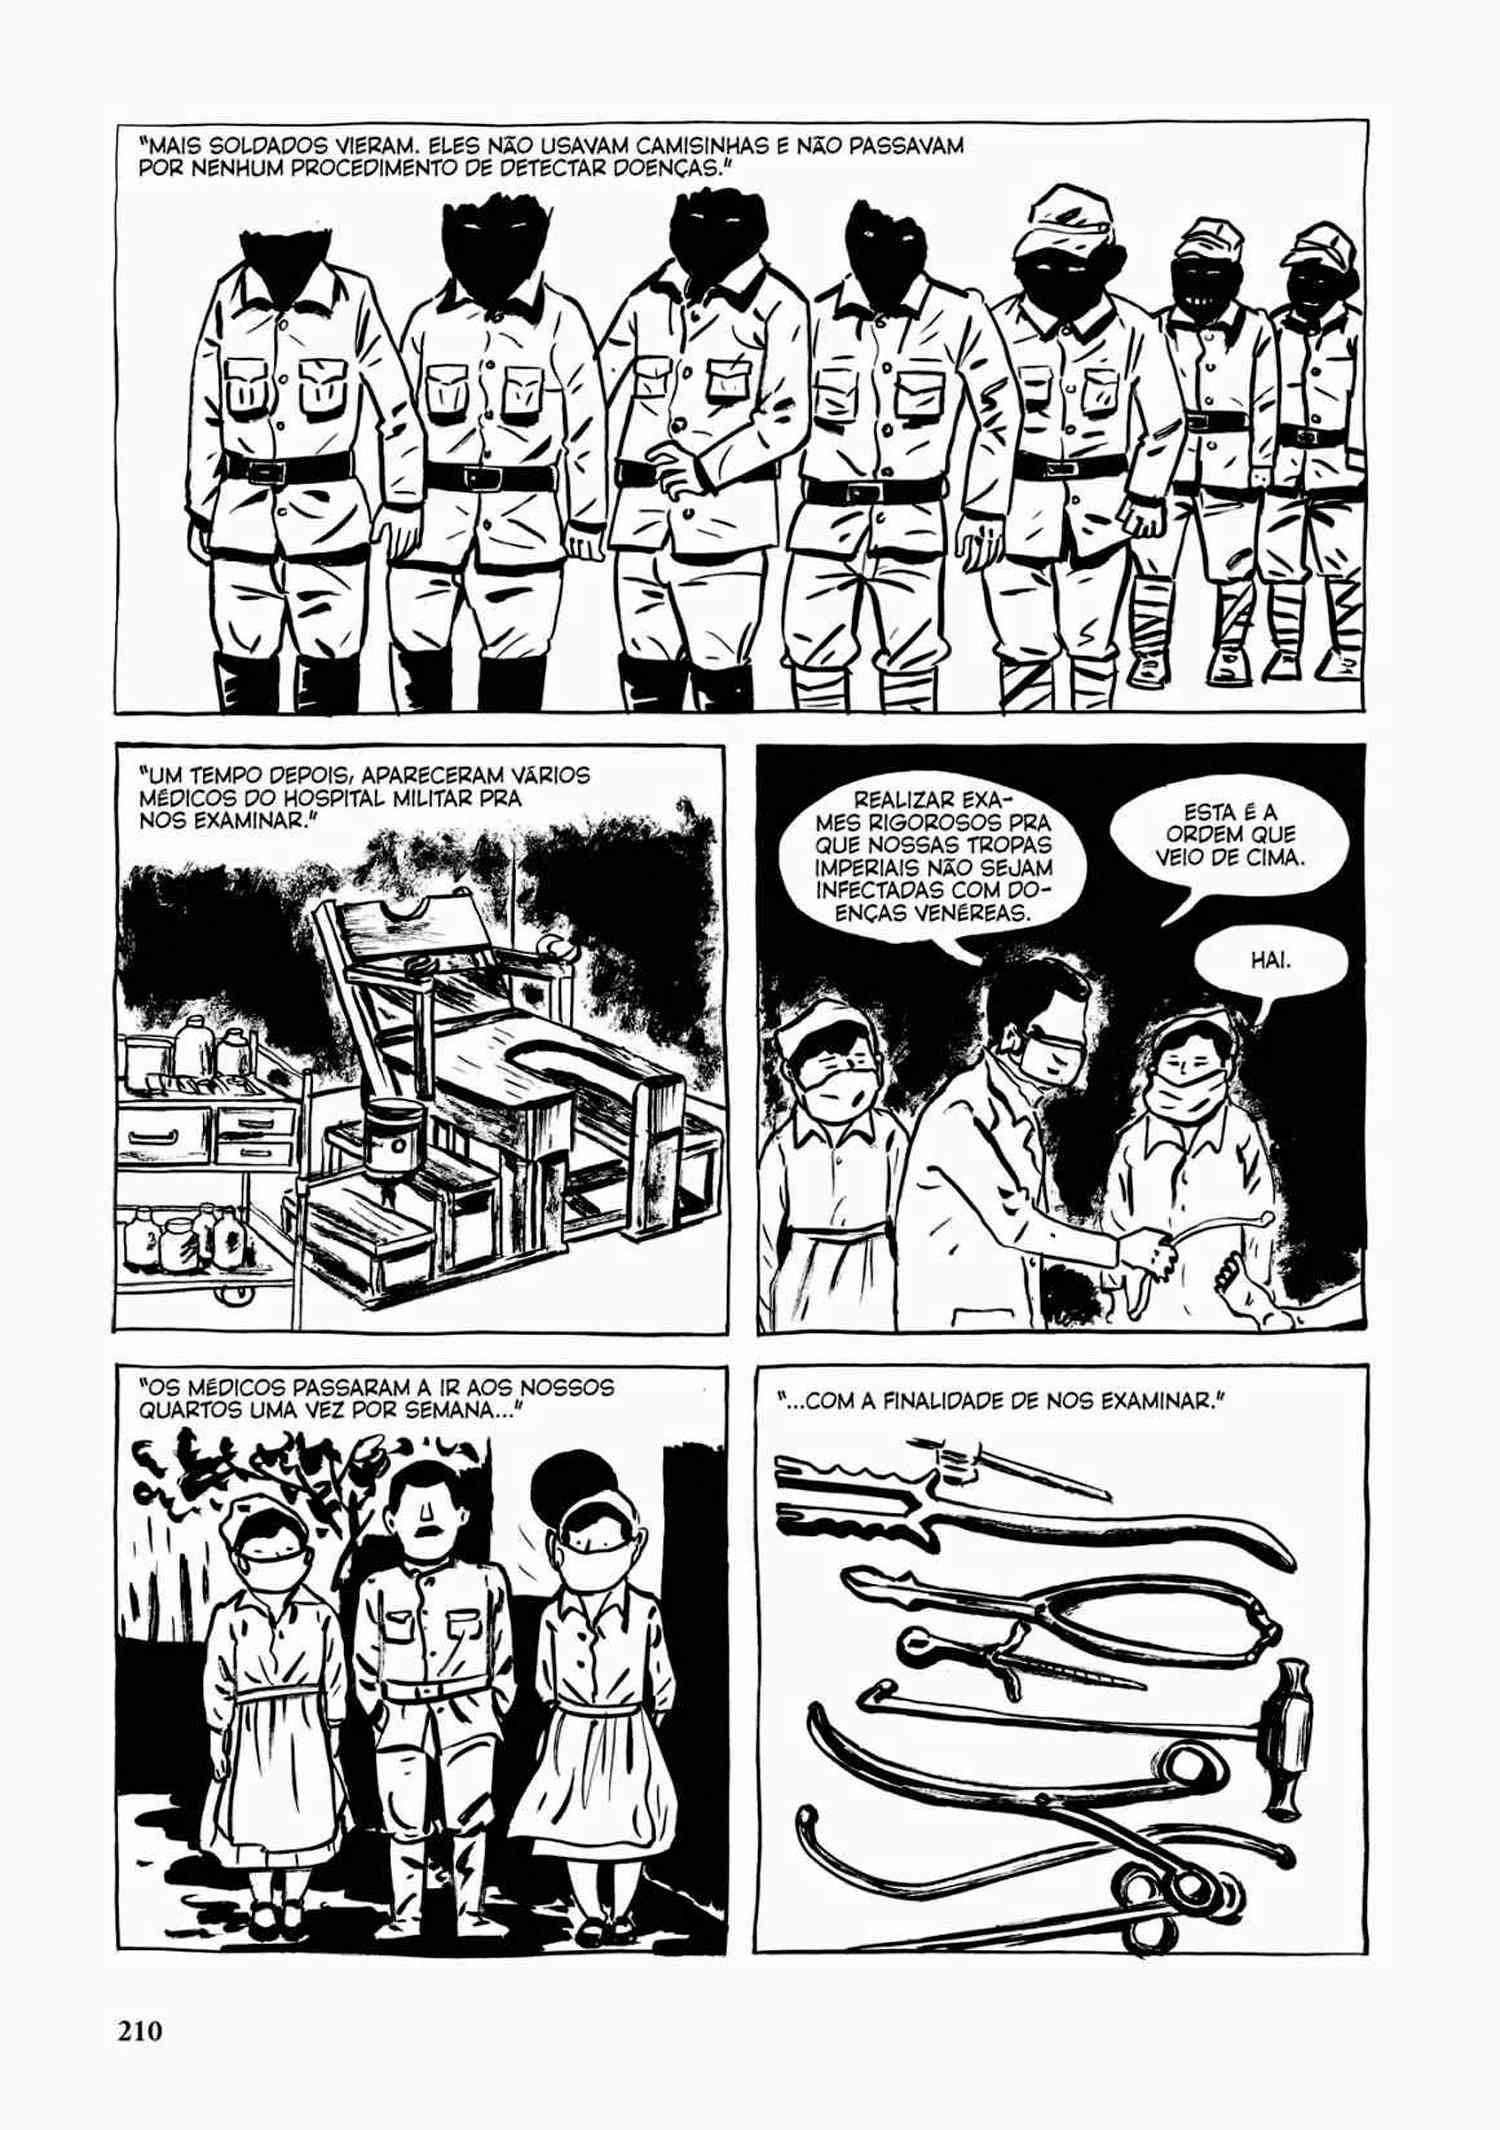 "MAIS SOLDADOS VIERAM. ELES NÃO USAVAM CAMISINHAS E NÃO PASSAVAM
POR NENHUM PROCEDIMENTO DE DETECTAR DOENÇAS."
"UM TEMPO DEPOIS, APARECERAM VÁRIOS
MÉDICOS DO HOSPITAL MILITAR PRA
NOS EXAMINAR."
REALIZAR EXA-
MES RIGOROSOS PRA
QUE NOSSAS TROPAS
IMPERIAIS NÃO SEJAM
INFECTADAS COM DO-
ENÇAS VENÉREAS.
ESTA É A
ORDEM QUE
VEIO DE CIMA.
HAI.
"OS MÉDICOS PASSARAM A IR AOS NOSSOS
QUARTOS UMA VEZ POR SEMANA..."
"...COM A FINALIDADE DE NOS EXAMINAR."
210